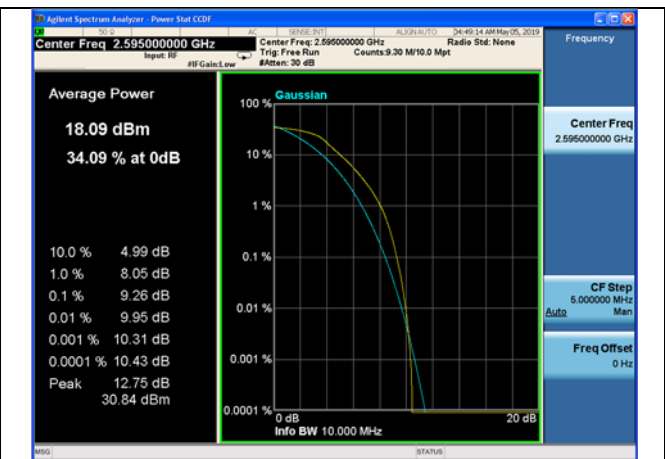 Agilent Spectrum Analyzer - Power Stat CCDF
50 Ω AC SENSE:INT ALIGN AUTO 04:49:14 AM May 05, 2019
Center Freq 2.595000000 GHz Center Freq: 2.595000000 GHz Radio Std: None
Input: RF Trig: Free Run Counts:9.30 M/10.0 Mpt
#IFGain:Low #Atten: 30 dB
Frequency
Average Power
18.09 dBm
34.09 % at 0dB
10.0 % 4.99 dB
1.0 % 8.05 dB
0.1 % 9.26 dB
0.01 % 9.95 dB
0.001 % 10.31 dB
0.0001 % 10.43 dB
Peak 12.75 dB
30.84 dBm
Gaussian
100 %
10 %
1 %
0.1 %
0.01 %
0.001 %
0.0001 %
0 dB 20 dB
Info BW 10.000 MHz
Center Freq
2.595000000 GHz
CF Step
5.000000 MHz
Auto Man
Freq Offset
0 Hz
MSG STATUS